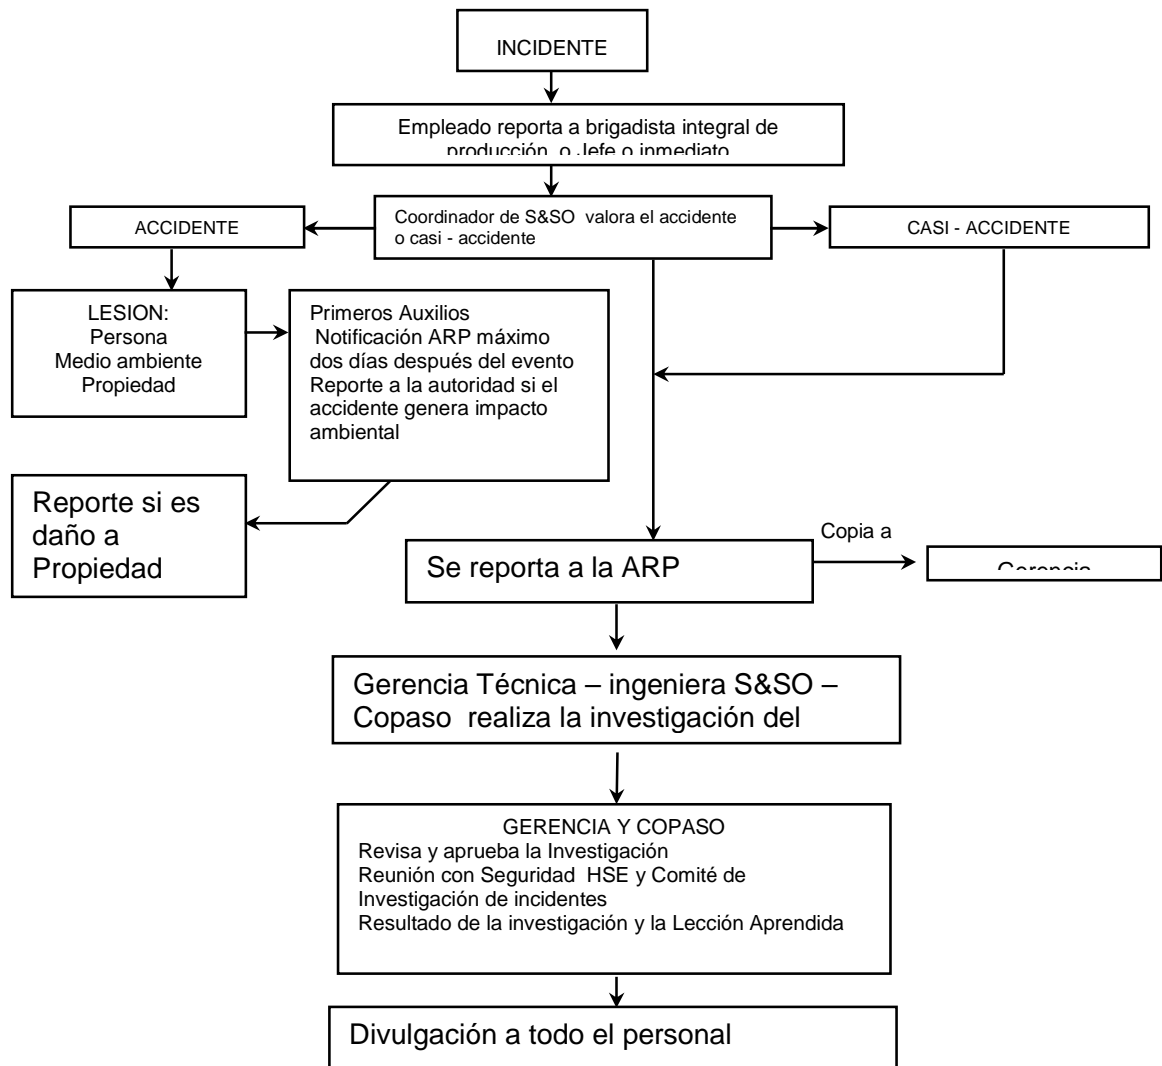 INCIDENTE
Empleado reporta a brigadista integral de
producción o Jefe o inmediato
Coordinador de S&SO valora el accidente
o casi - accidente
ACCIDENTE
CASI - ACCIDENTE
LESION:
Persona
Medio ambiente
Propiedad
Primeros Auxilios
Notificación ARP máximo
dos días después del evento
Reporte a la autoridad si el
accidente genera impacto
ambiental
Reporte si es
daño a
Propiedad
Se reporta a la ARP
Copia a
Gerencia
Gerencia Técnica – ingeniera S&SO –
Copaso realiza la investigación del
GERENCIA Y COPASO
Revisa y aprueba la Investigación
Reunión con Seguridad HSE y Comité de
Investigación de incidentes
Resultado de la investigación y la Lección Aprendida
Divulgación a todo el personal